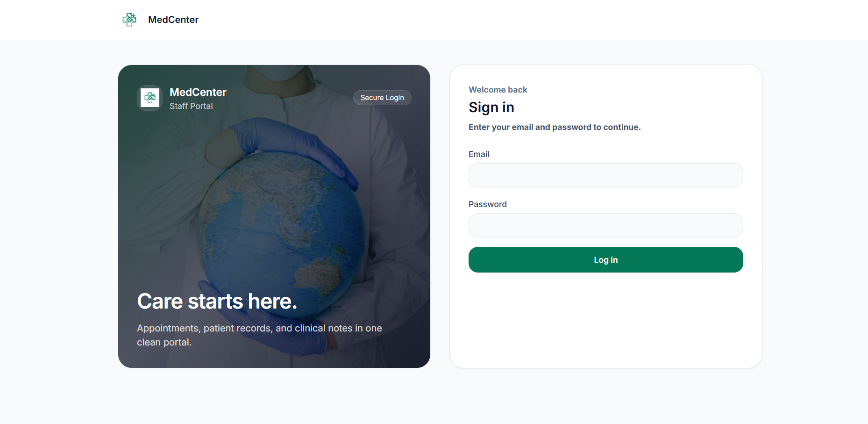 MedCenter
MedCenter
Staff Portal
Secure Login
Care starts here.
Appointments, patient records, and clinical notes in one
clean portal.
Welcome back
Sign in
Enter your email and password to continue.
Email
Password
Log in